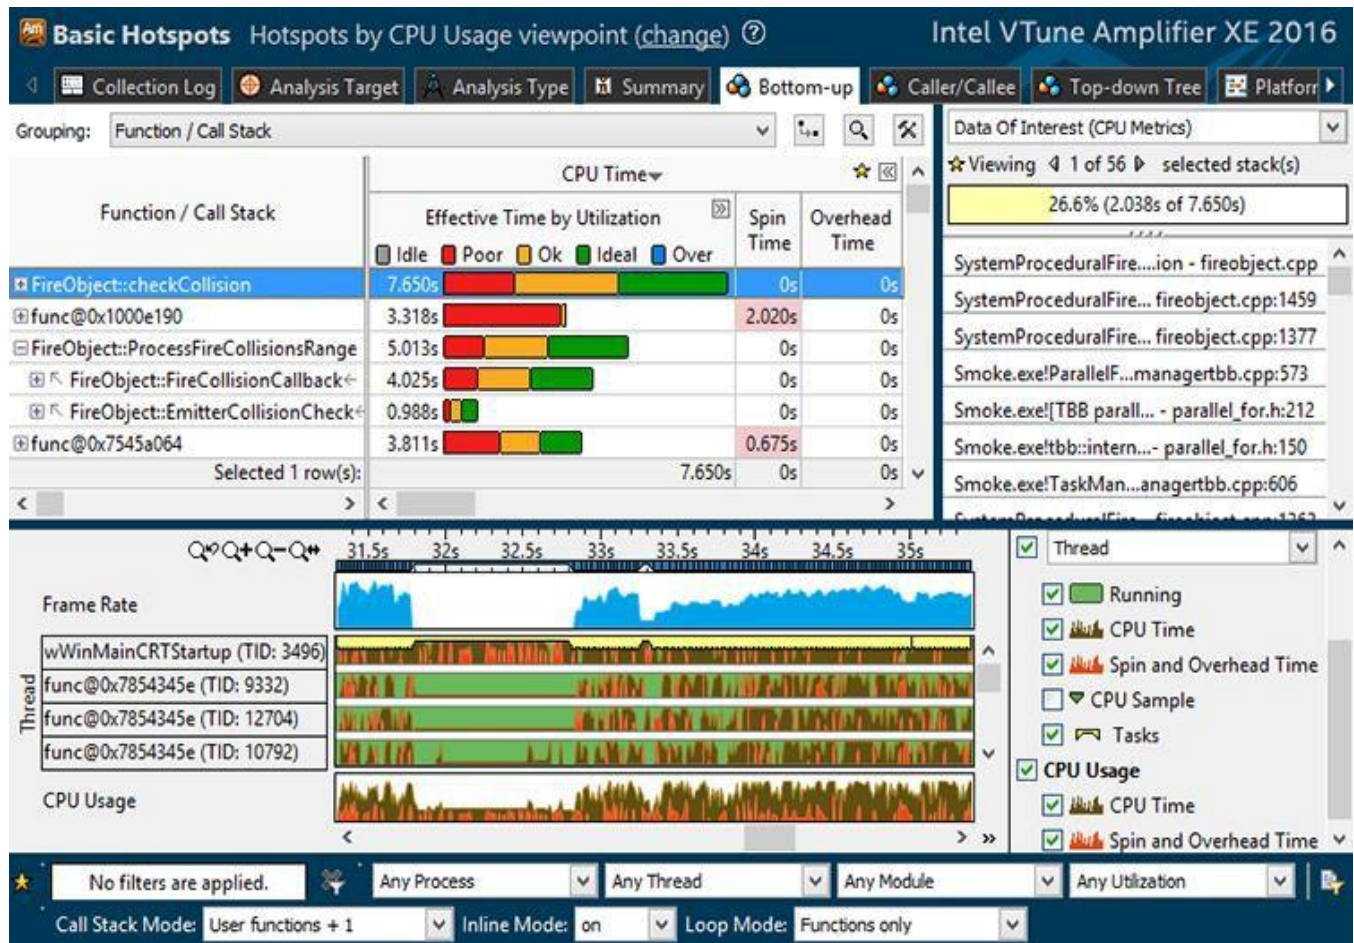 Am Basic Hotspots Hotspots by CPU Usage viewpoint (change) ? Intel VTune Amplifier XE 2016
Collection Log Analysis Target Analysis Type Summary Bottom-up Caller/Callee Top-down Tree Platforr
Grouping: Function / Call Stack
Data Of Interest (CPU Metrics)
Viewing 1 of 56 selected stack(s)
26.6% (2.038s of 7.650s)
CPU Time
Function / Call Stack
Effective Time by Utilization
Idle Poor Ok Ideal Over
Spin Time
Overhead Time
FireObject::checkCollision 7.650s 0s 0s
func@0x1000e190 3.318s 2.020s 0s
FireObject::ProcessFireCollisionsRange 5.013s 0s 0s
FireObject::FireCollisionCallback 4.025s 0s 0s
FireObject::EmitterCollisionCheck 0.988s 0s 0s
func@0x7545a064 3.811s 0.675s 0s
Selected 1 row(s): 7.650s 0s 0s
SystemProceduralFire....ion - fireobject.cpp
SystemProceduralFire... fireobject.cpp:1459
SystemProceduralFire... fireobject.cpp:1377
Smoke.exe!ParallelF...managertbb.cpp:573
Smoke.exe![TBB parall... - parallel_for.h:212
Smoke.exe!tbb::intern...- parallel_for.h:150
Smoke.exe!TaskMan...anagertbb.cpp:606
31.5s 32s 32.5s 33s 33.5s 34s 34.5s 35s
Frame Rate
Thread
wWinMainCRTStartup (TID: 3496)
func@0x7854345e (TID: 9332)
func@0x7854345e (TID: 12704)
func@0x7854345e (TID: 10792)
CPU Usage
Thread
Running
CPU Time
Spin and Overhead Time
CPU Sample
Tasks
CPU Usage
CPU Time
Spin and Overhead Time
No filters are applied. Any Process Any Thread Any Module Any Utilization
Call Stack Mode: User functions + 1 Inline Mode: on Loop Mode: Functions only